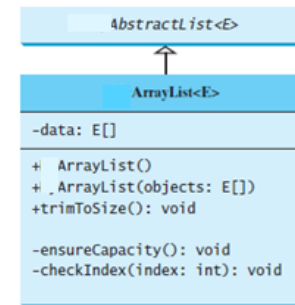 AbstractList<E>
ArrayList<E>
-data: E[]
+ ArrayList()
+ ArrayList(objects: E[])
+trimToSize(): void
-ensureCapacity(): void
-checkIndex(index: int): void